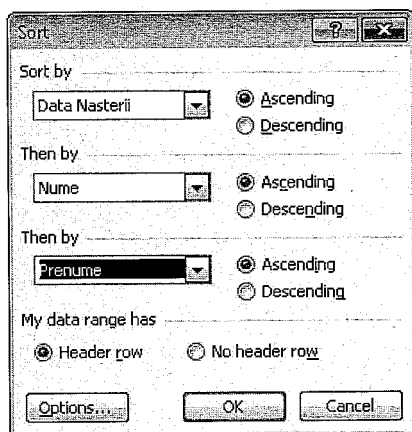 Sort
Sort by
Data Nasterii
Ascending
Descending
Then by
Nume
Ascending
Descending
Then by
Prenume
Ascending
Descending
My data range has
Header row
No header row
Options...
OK
Cancel